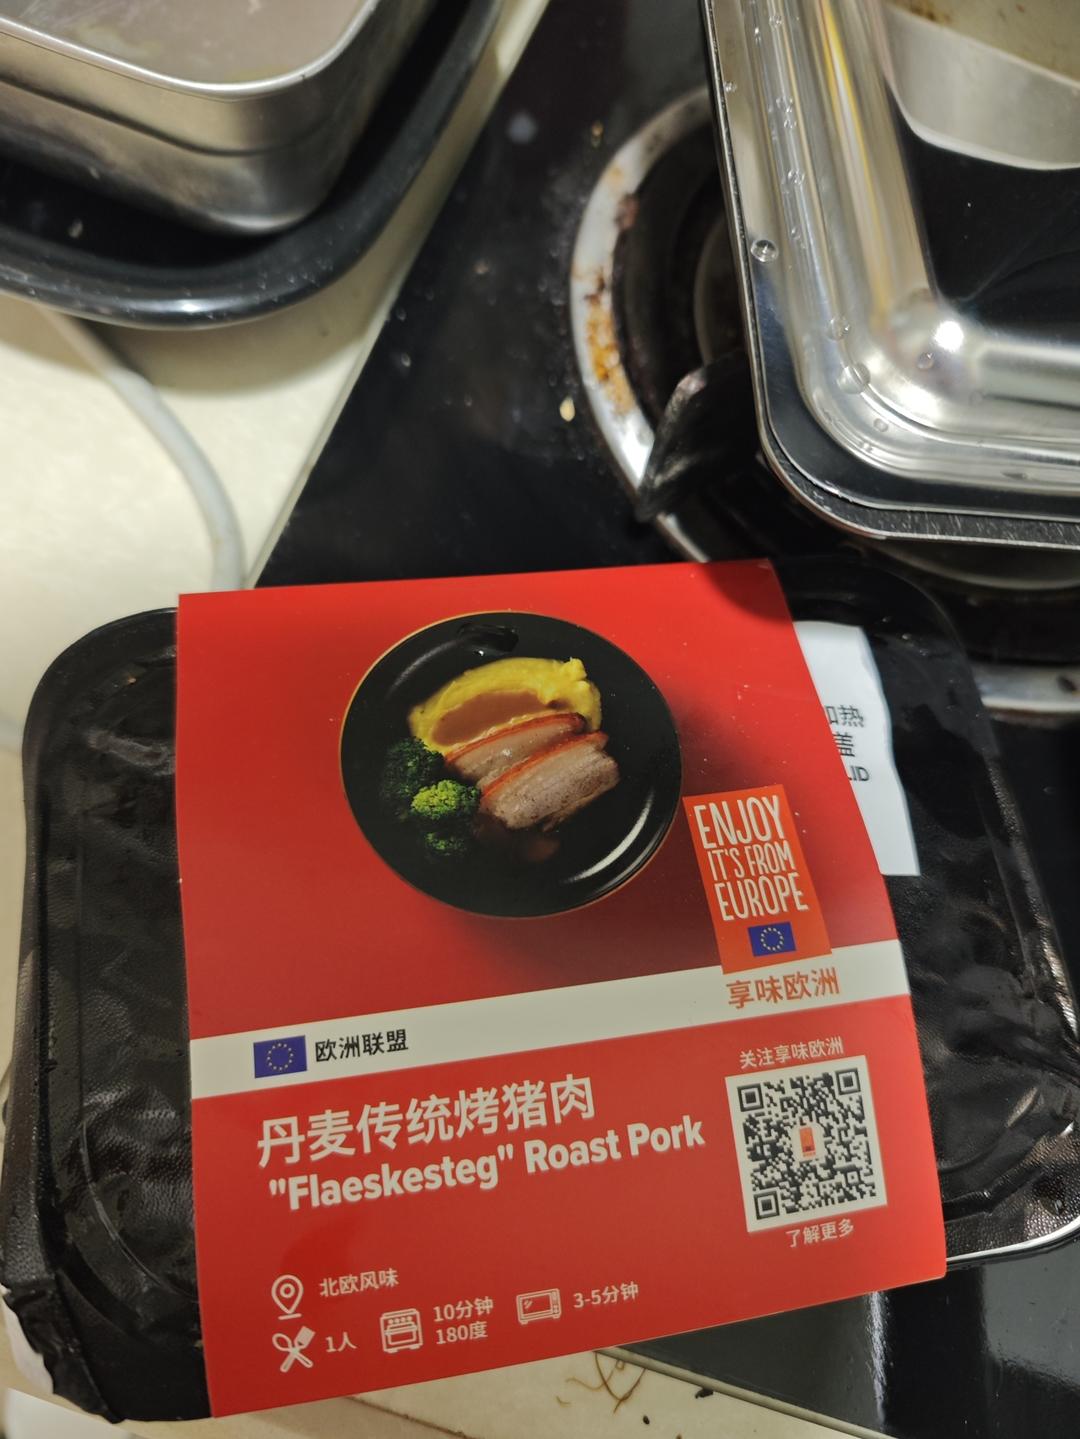 加热
盖
LID
ENJOY
IT'S FROM
EUROPE
享味欧洲
欧洲联盟
关注享味欧洲
丹麦传统烤猪肉
"Flaeskesteg" Roast Pork
了解更多
北欧风味
1人
10分钟
180度
3-5分钟